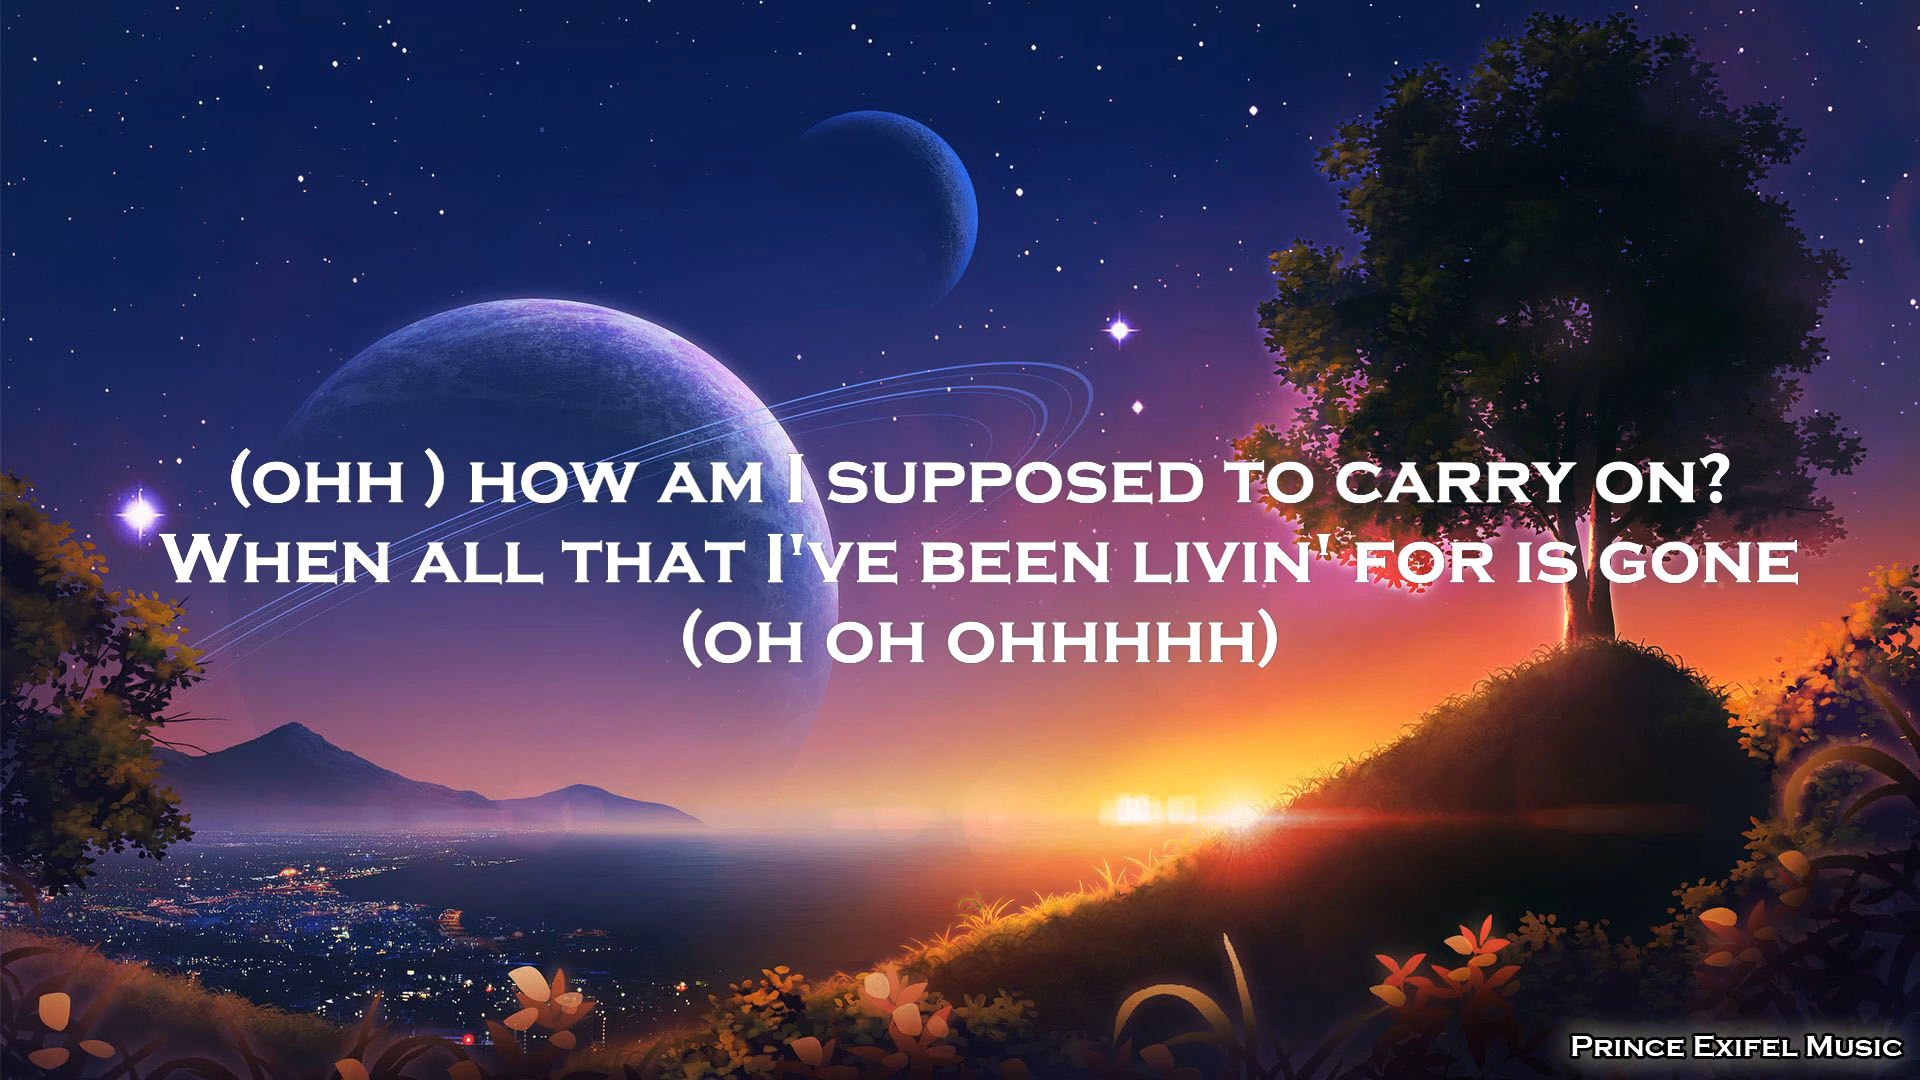 (ohh ) how am I supposed to carry on?
When all that I've been livin' for is gone
(oh oh ohhhhh)
Prince Exifel Music